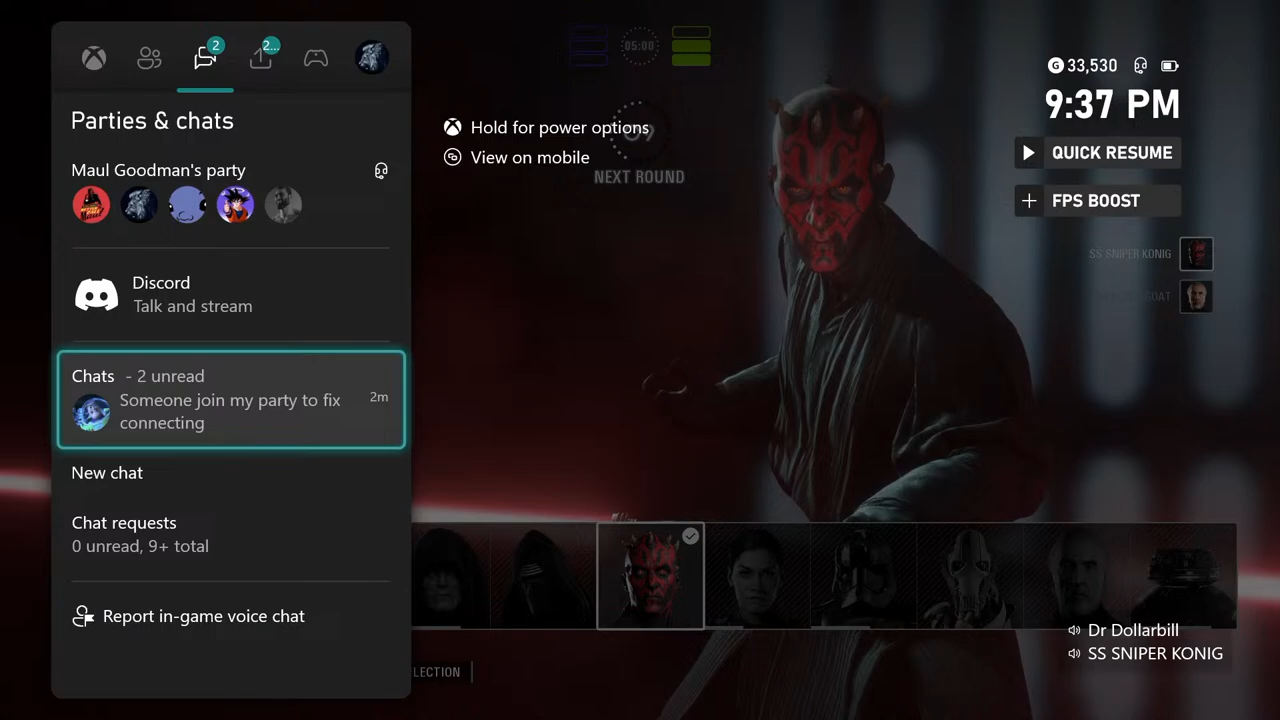 2
2...
Parties & chats
Maul Goodman's party
Discord
Talk and stream
Chats - 2 unread
Someone join my party to fix
connecting
2m
New chat
Chat requests
0 unread, 9+ total
Report in-game voice chat
05:00
Hold for power options
View on mobile
NEXT ROUND
G 33,530
9:37 PM
QUICK RESUME
FPS BOOST
SS SNIPER KONIG
Dr Dollarbill
SS SNIPER KONIG